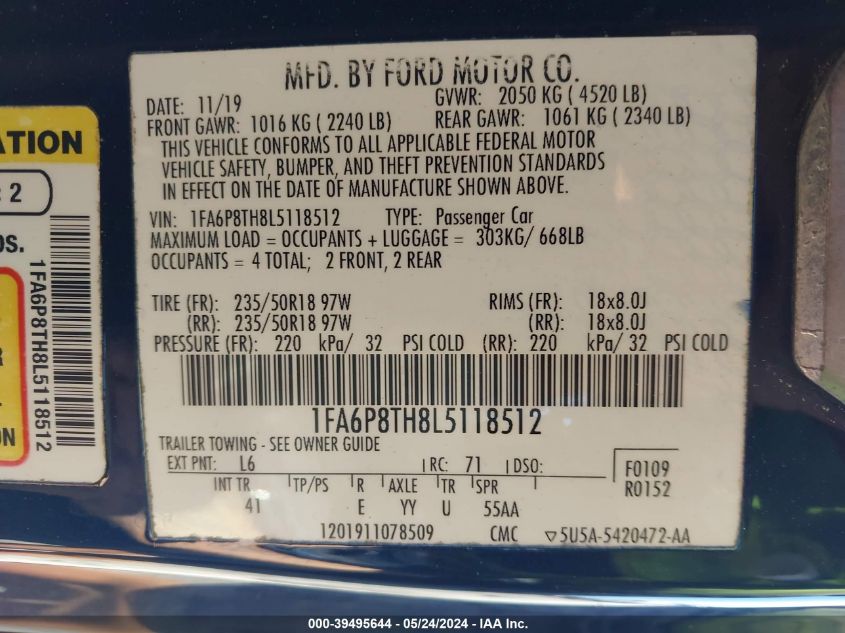 MFD. BY FORD MOTOR CO.
DATE: 11/19 GVWR: 2050 KG ( 4520 LB)
FRONT GAWR: 1016 KG ( 2240 LB) REAR GAWR: 1061 KG ( 2340 LB)
THIS VEHICLE CONFORMS TO ALL APPLICABLE FEDERAL MOTOR
VEHICLE SAFETY, BUMPER, AND THEFT PREVENTION STANDARDS
IN EFFECT ON THE DATE OF MANUFACTURE SHOWN ABOVE.
VIN: 1FA6P8TH8L5118512 TYPE: Passenger Car
MAXIMUM LOAD = OCCUPANTS + LUGGAGE = 303KG/ 668LB
OCCUPANTS = 4 TOTAL; 2 FRONT, 2 REAR
TIRE (FR): 235/50R18 97W RIMS (FR): 18x8.0J
(RR): 235/50R18 97W (RR): 18x8.0J
PRESSURE (FR): 220 kPa/ 32 PSI COLD (RR): 220 kPa/ 32 PSI COLD
1FA6P8TH8L5118512
TRAILER TOWING - SEE OWNER GUIDE
EXT PNT: L6 RC: 71 DSO: F0109
INT TR TP/PS R AXLE TR SPR R0152
41 E YY U 55AA
1201911078509 CMC 5U5A-5420472-AA
ATION
: 2
OS.
R
ON
1FA6P8TH8L5118512
000-39495644 / 05/24/2024 - IAA Inc.